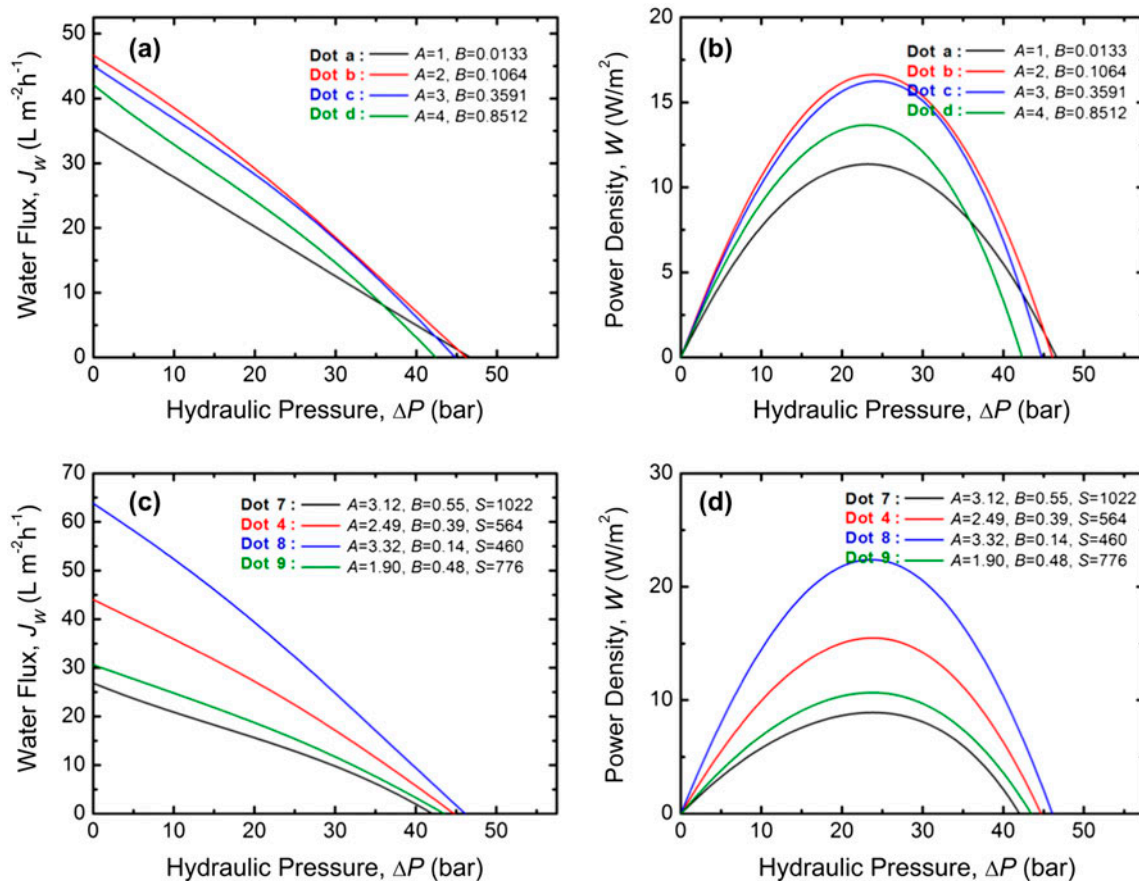 (a)
Dot a : A=1, B=0.0133
Dot b : A=2, B=0.1064
Dot c : A=3, B=0.3591
Dot d : A=4, B=0.8512
Water Flux, J_W (L m⁻²h⁻¹)
50
40
30
20
10
0
0 10 20 30 40 50
Hydraulic Pressure, ΔP (bar)
(b)
Dot a : A=1, B=0.0133
Dot b : A=2, B=0.1064
Dot c : A=3, B=0.3591
Dot d : A=4, B=0.8512
Power Density, W (W/m²)
20
15
10
5
0
0 10 20 30 40 50
Hydraulic Pressure, ΔP (bar)
(c)
Dot 7 : A=3.12, B=0.55, S=1022
Dot 4 : A=2.49, B=0.39, S=564
Dot 8 : A=3.32, B=0.14, S=460
Dot 9 : A=1.90, B=0.48, S=776
Water Flux, J_W (L m⁻²h⁻¹)
70
60
50
40
30
20
10
0
0 10 20 30 40 50
Hydraulic Pressure, ΔP (bar)
(d)
Dot 7 : A=3.12, B=0.55, S=1022
Dot 4 : A=2.49, B=0.39, S=564
Dot 8 : A=3.32, B=0.14, S=460
Dot 9 : A=1.90, B=0.48, S=776
Power Density, W (W/m²)
30
20
10
0
0 10 20 30 40 50
Hydraulic Pressure, ΔP (bar)